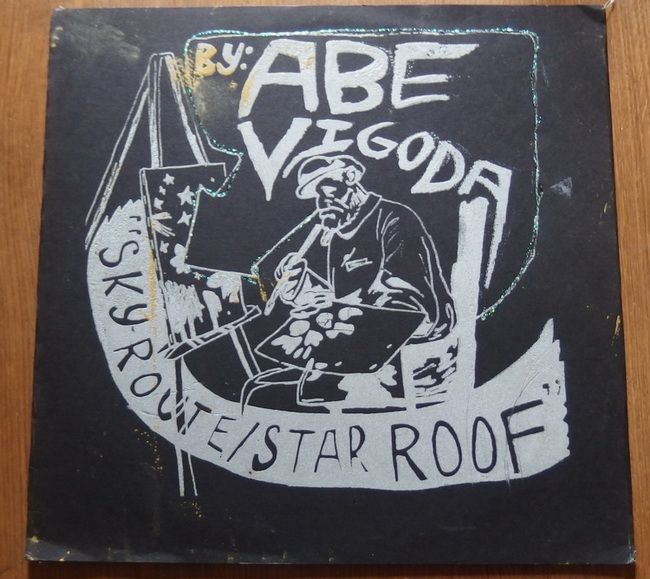 BY: ABE
VIGODA
"SKY ROUTE/STAR ROOF"